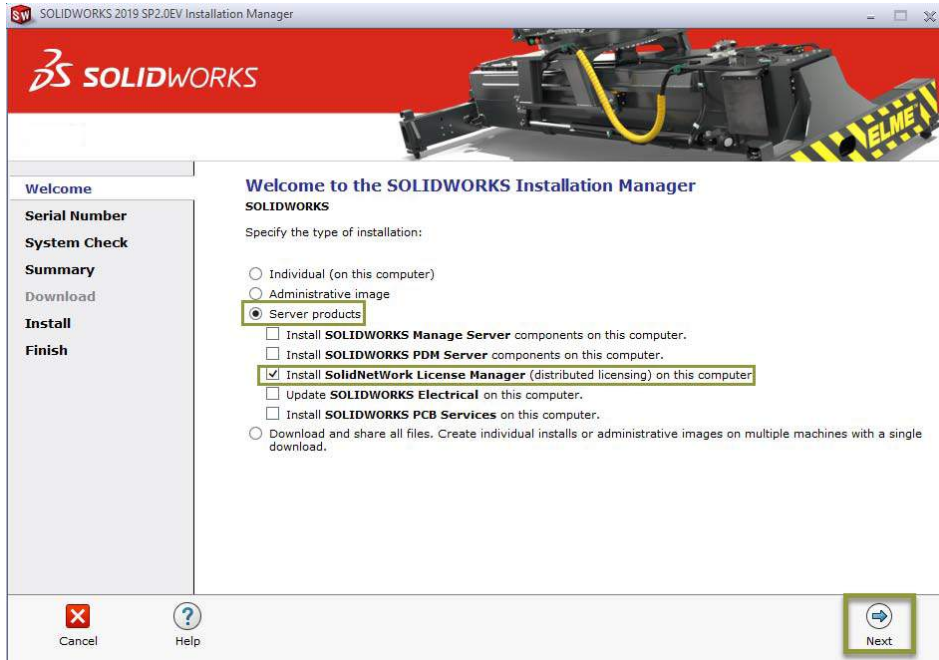 SOLIDWORKS 2019 SP2.0EV Installation Manager
SOLIDWORKS
ELME
Welcome
Serial Number
System Check
Summary
Download
Install
Finish
Welcome to the SOLIDWORKS Installation Manager
SOLIDWORKS
Specify the type of installation:
Individual (on this computer)
Administrative image
Server products
Install SOLIDWORKS Manage Server components on this computer.
Install SOLIDWORKS PDM Server components on this computer.
Install SolidNetWork License Manager (distributed licensing) on this computer
Update SOLIDWORKS Electrical on this computer.
Install SOLIDWORKS PCB Services on this computer.
Download and share all files. Create individual installs or administrative images on multiple machines with a single
download.
Cancel
Help
Next